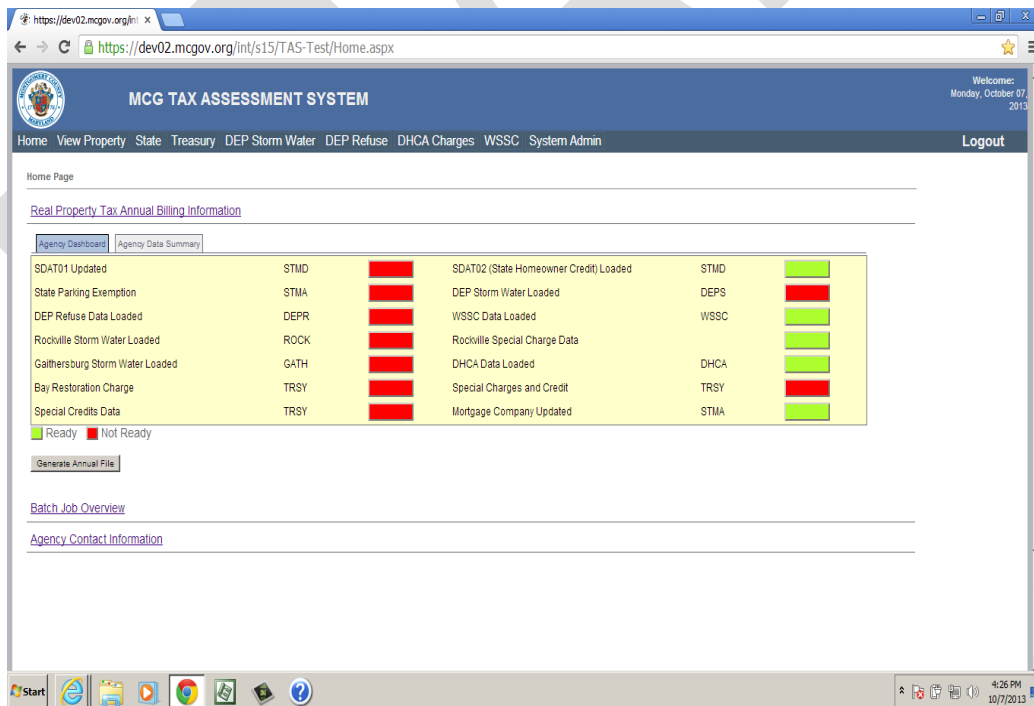 https://dev02.mcgov.org/int x
https://dev02.mcgov.org/int/s15/TAS-Test/Home.aspx
MCG TAX ASSESSMENT SYSTEM
Welcome:
Monday, October 07,
2013
Home View Property State Treasury DEP Storm Water DEP Refuse DHCA Charges WSSC System Admin Logout
Home Page
Real Property Tax Annual Billing Information
Agency Dashboard Agency Data Summary
SDAT01 Updated STMD SDAT02 (State Homeowner Credit) Loaded STMD
State Parking Exemption STMA DEP Storm Water Loaded DEPS
DEP Refuse Data Loaded DEPR WSSC Data Loaded WSSC
Rockville Storm Water Loaded ROCK Rockville Special Charge Data
Gaithersburg Storm Water Loaded GATH DHCA Data Loaded DHCA
Bay Restoration Charge TRSY Special Charges and Credit TRSY
Special Credits Data TRSY Mortgage Company Updated STMA
Ready Not Ready
Generate Annual File
Batch Job Overview
Agency Contact Information
Start
4:26 PM
10/7/2013